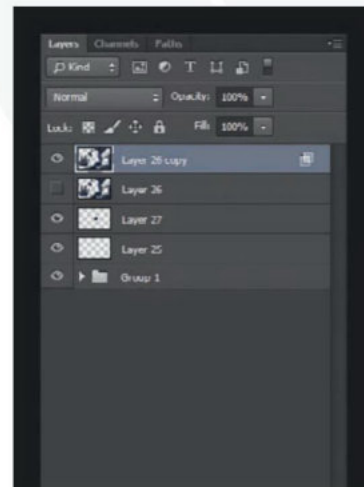 Layers Channels Paths
Kind T
Normal Opacity: 100%
Lock: Fill: 100%
Layer 26 copy
Layer 26
Layer 27
Layer 25
Group 1